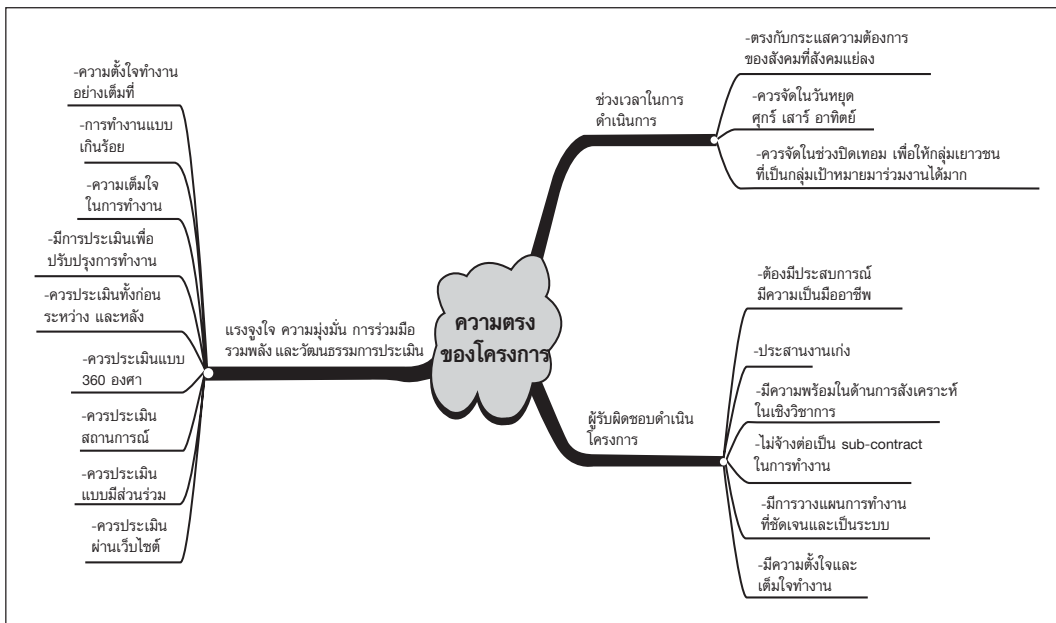 ความตรง
ของโครงการ
ช่วงเวลาในการ
ดำเนินการ
-ตรงกับกระแสความต้องการ
ของสังคมที่สังคมแย่ลง
-ควรจัดในวันหยุด
ศุกร์ เสาร์ อาทิตย์
-ควรจัดในช่วงปิดเทอม เพื่อให้กลุ่มเยาวชน
ที่เป็นกลุ่มเป้าหมายมาร่วมงานได้มาก
ผู้รับผิดชอบดำเนิน
โครงการ
-ต้องมีประสบการณ์
มีความเป็นมืออาชีพ
-ประสานงานเก่ง
-มีความพร้อมในด้านการสังเคราะห์
ในเชิงวิชาการ
-ไม่จ้างต่อเป็น sub-contract
ในการทำงาน
-มีการวางแผนการทำงาน
ที่ชัดเจนและเป็นระบบ
-มีความตั้งใจและ
เต็มใจทำงาน
แรงจูงใจ ความมุ่งมั่น การร่วมมือ
รวมพลัง และวัฒนธรรมการประเมิน
-ความตั้งใจทำงาน
อย่างเต็มที่
-การทำงานแบบ
เกินร้อย
-ความเต็มใจ
ในการทำงาน
-มีการประเมินเพื่อ
ปรับปรุงการทำงาน
-ควรประเมินทั้งก่อน
ระหว่าง และหลัง
-ควรประเมินแบบ
360 องศา
-ควรประเมิน
สถานการณ์
-ควรประเมิน
แบบมีส่วนร่วม
-ควรประเมิน
ผ่านเว็บไซต์